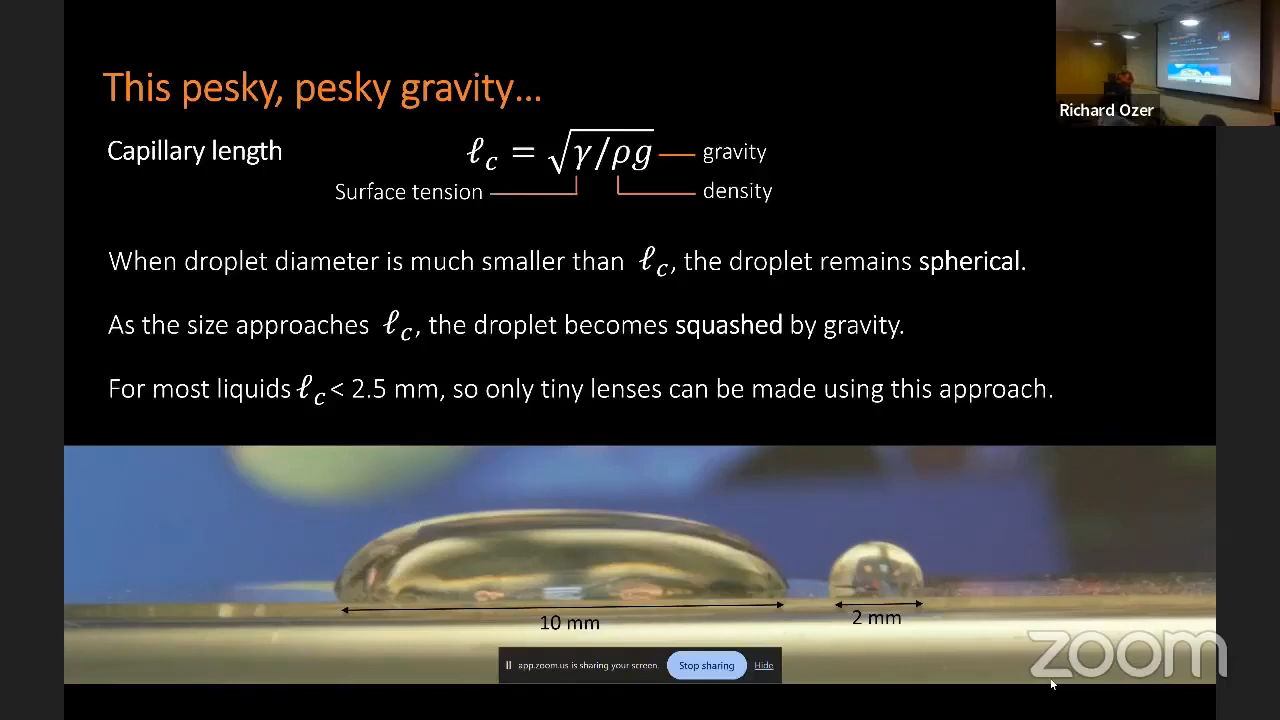 This pesky, pesky gravity...
Richard Ozer
Capillary length
ℓc = √γ/ρg
gravity
Surface tension
density
When droplet diameter is much smaller than ℓc, the droplet remains spherical.
As the size approaches ℓc, the droplet becomes squashed by gravity.
For most liquids ℓc < 2.5 mm, so only tiny lenses can be made using this approach.
10 mm
2 mm
app.zoom.us is sharing your screen.
Stop sharing
Hide
zoom